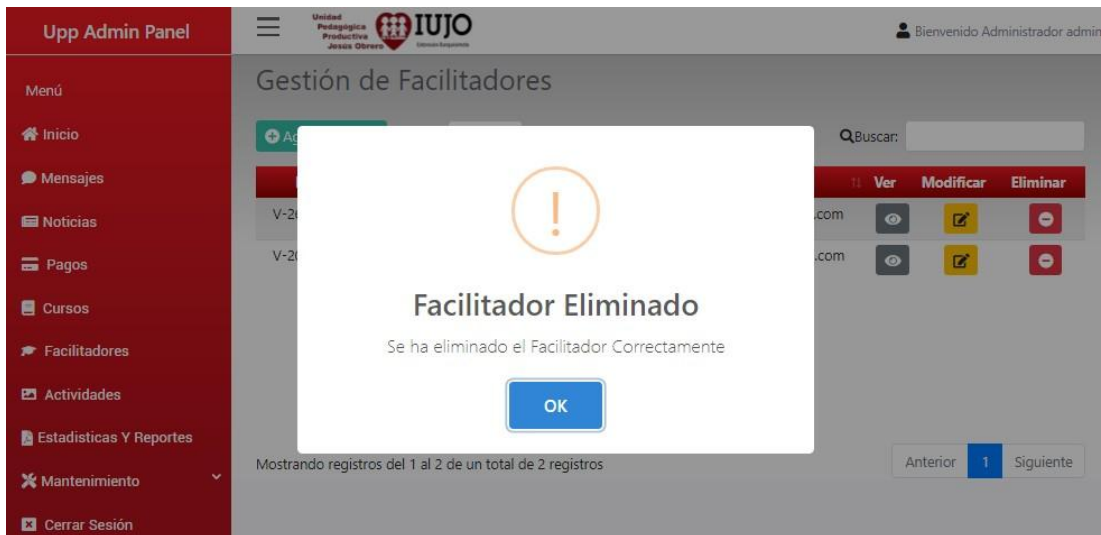 Upp Admin Panel
Unidad
Pedagógica
Productiva
Jesús Obrero
IUJO
Bienvenido Administrador admin
Menú
Inicio
Mensajes
Noticias
Pagos
Cursos
Facilitadores
Actividades
Estadisticas Y Reportes
Mantenimiento
Cerrar Sesión
Gestión de Facilitadores
Buscar:
Ver Modificar Eliminar
.com
.com
Facilitador Eliminado
Se ha eliminado el Facilitador Correctamente
OK
Mostrando registros del 1 al 2 de un total de 2 registros
Anterior 1 Siguiente